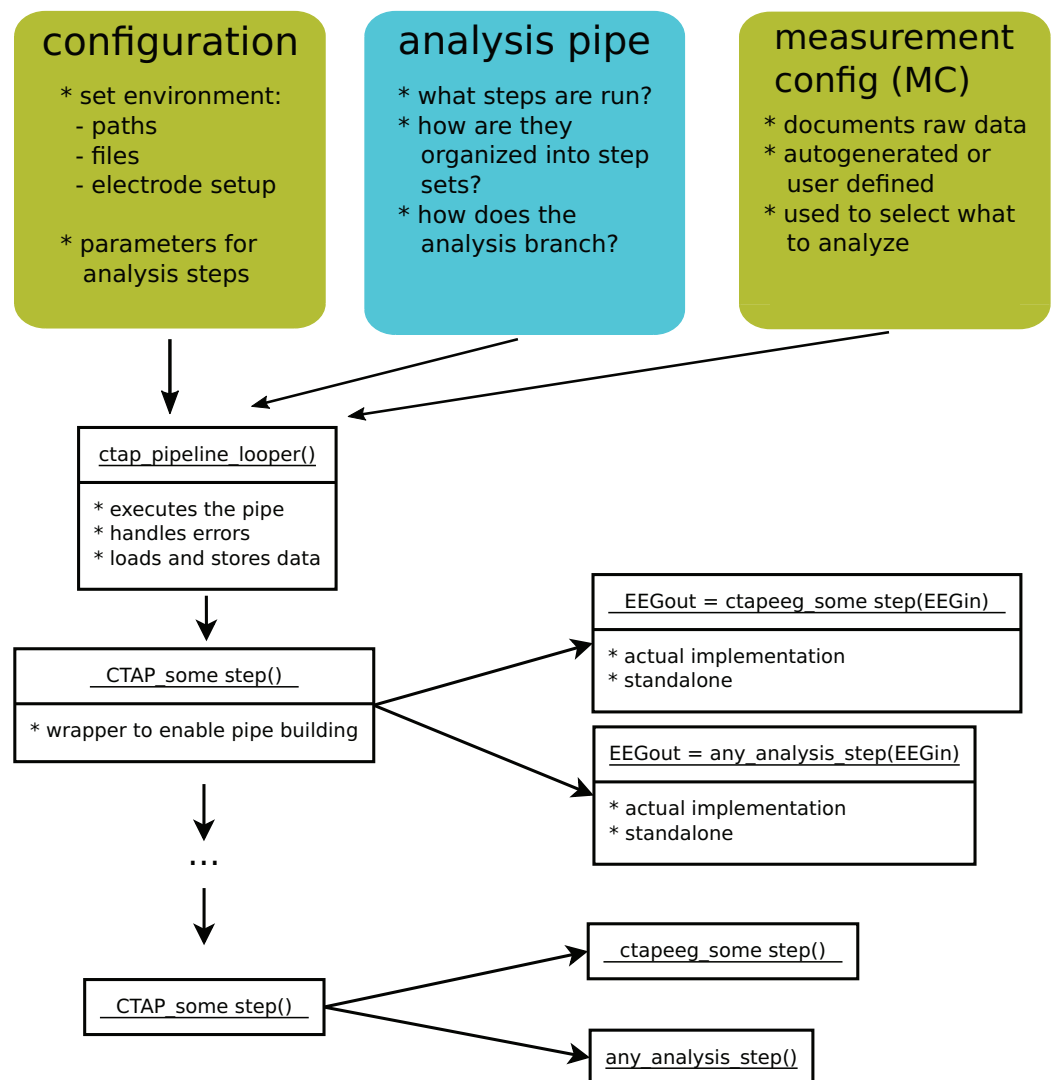 configuration
* set environment:
- paths
- files
- electrode setup
* parameters for
analysis steps
analysis pipe
* what steps are run?
* how are they
organized into step
sets?
* how does the
analysis branch?
measurement
config (MC)
* documents raw data
* autogenerated or
user defined
* used to select what
to analyze
ctap_pipeline_looper()
* executes the pipe
* handles errors
* loads and stores data
CTAP_some step()
* wrapper to enable pipe building
EEGout = ctapeeg_some step(EEGin)
* actual implementation
* standalone
EEGout = any_analysis_step(EEGin)
* actual implementation
* standalone
...
CTAP_some step()
ctapeeg_some step()
any_analysis_step()